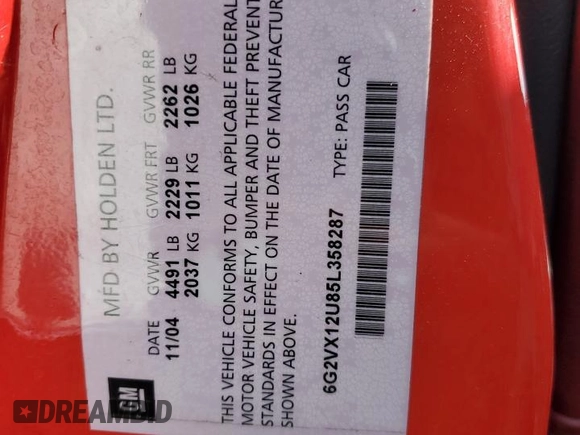 MFD BY HOLDEN LTD.
DATE GVWR GVWR FRT GVWR RR
11/04 4491 LB 2229 LB 2262 LB
2037 KG 1011 KG 1026 KG
THIS VEHICLE CONFORMS TO ALL APPLICABLE FEDERAL
MOTOR VEHICLE SAFETY, BUMPER AND THEFT PREVENT
STANDARDS IN EFFECT ON THE DATE OF MANUFACTUR
SHOWN ABOVE.
6G2VX12U85L358287 TYPE: PASS CAR
GM
DREAMBID